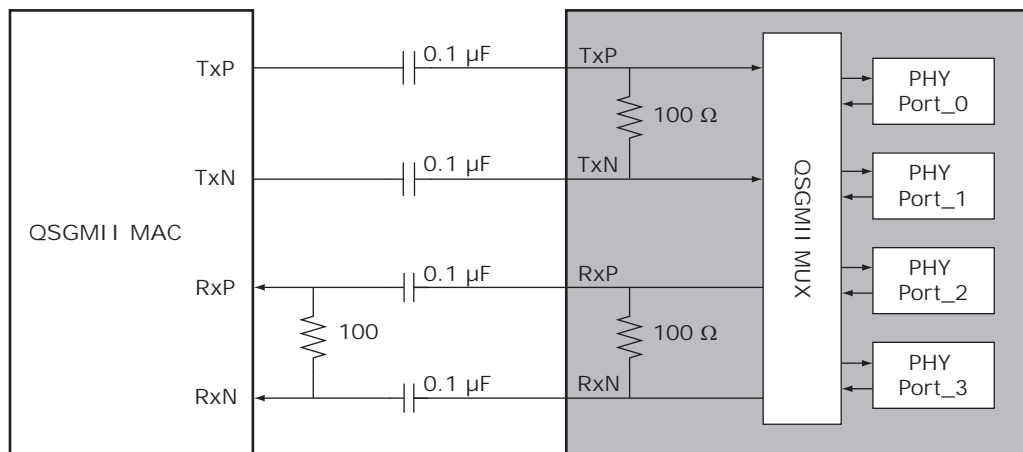 0.1 µF
TxP
TxP
100 Ω
0.1 µF
TxN
TxN
QSGMII MAC
0.1 µF
RxP
RxP
100
100 Ω
0.1 µF
RxN
RxN
QSGMII MUX
PHY
Port_0
PHY
Port_1
PHY
Port_2
PHY
Port_3